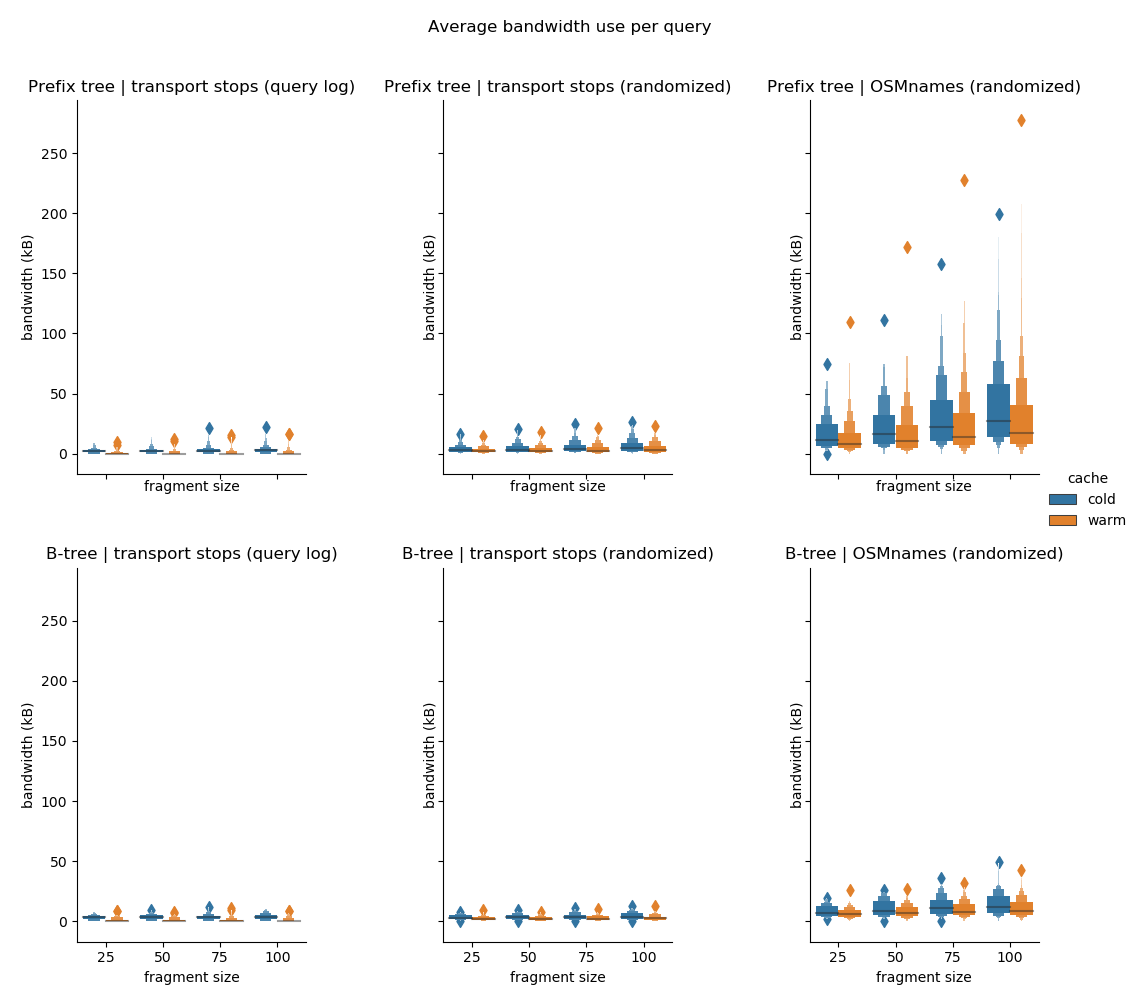 Average bandwidth use per query
Prefix tree | transport stops (query log)
Prefix tree | transport stops (randomized)
Prefix tree | OSMnames (randomized)
bandwidth (kB)
250
200
150
100
50
0
fragment size
bandwidth (kB)
fragment size
bandwidth (kB)
fragment size
cache
cold
warm
B-tree | transport stops (query log)
B-tree | transport stops (randomized)
B-tree | OSMnames (randomized)
bandwidth (kB)
250
200
150
100
50
0
25 50 75 100
fragment size
bandwidth (kB)
25 50 75 100
fragment size
bandwidth (kB)
25 50 75 100
fragment size